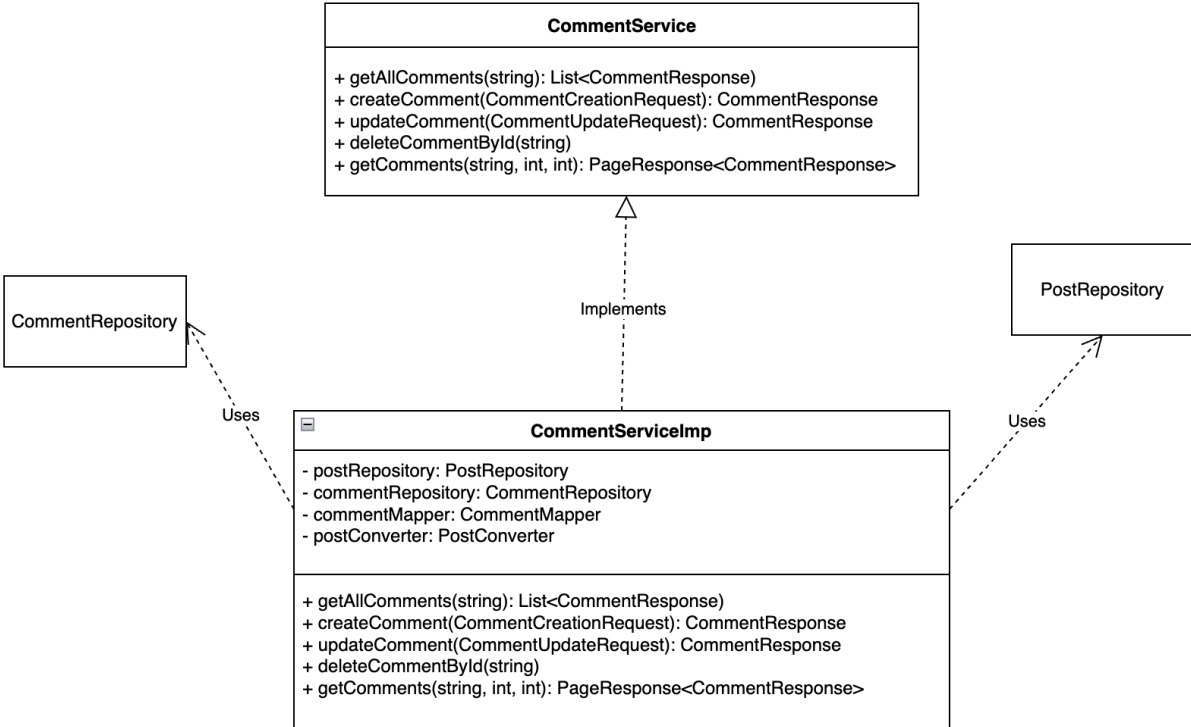 CommentService
+ getAllComments(string): List<CommentResponse)
+ createComment(CommentCreationRequest): CommentResponse
+ updateComment(CommentUpdateRequest): CommentResponse
+ deleteCommentById(string)
+ getComments(string, int, int): PageResponse<CommentResponse>
CommentRepository
PostRepository
Implements
Uses
Uses
CommentServiceImp
- postRepository: PostRepository
- commentRepository: CommentRepository
- commentMapper: CommentMapper
- postConverter: PostConverter
+ getAllComments(string): List<CommentResponse)
+ createComment(CommentCreationRequest): CommentResponse
+ updateComment(CommentUpdateRequest): CommentResponse
+ deleteCommentById(string)
+ getComments(string, int, int): PageResponse<CommentResponse>